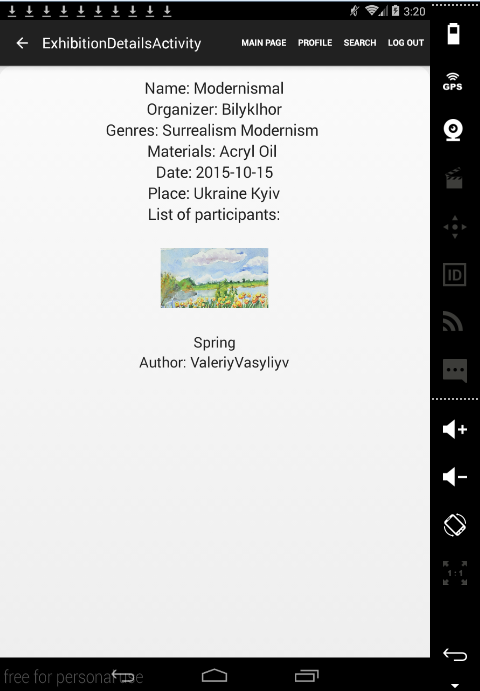 3:20
ExhibitionDetailsActivity
MAIN PAGE PROFILE SEARCH LOG OUT
Name: Modernismal
Organizer: BilykIhor
Genres: Surrealism Modernism
Materials: Acryl Oil
Date: 2015-10-15
Place: Ukraine Kyiv
List of participants:
Spring
Author: ValeriyVasyliyv
free for personal use
GPS
ID
1:1